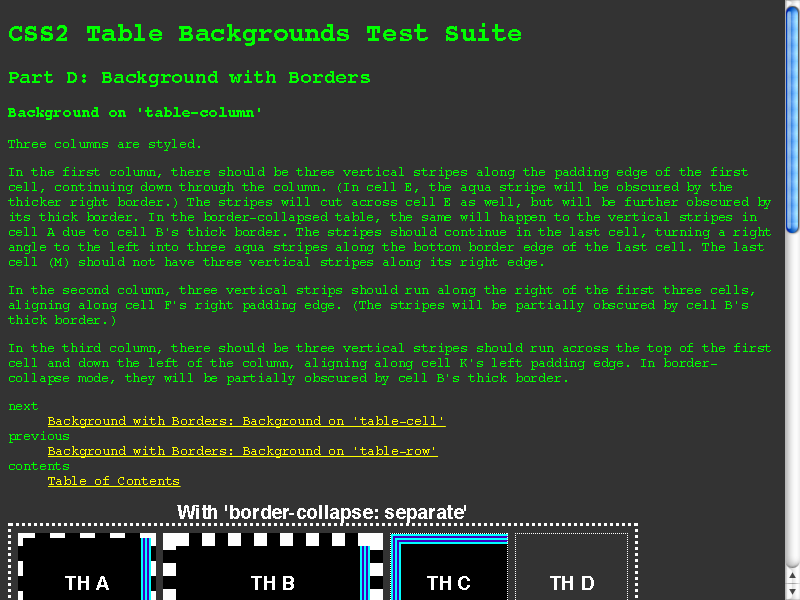 CSS2 Table Backgrounds Test Suite
Part D: Background with Borders
Background on 'table-column'
Three columns are styled.
In the first column, there should be three vertical stripes along the padding edge of the first
cell, continuing down through the column. (In cell E, the aqua stripe will be obscured by the
thicker right border.) The stripes will cut across cell E as well, but will be further obscured by
its thick border. In the border-collapsed table, the same will happen to the vertical stripes in
cell A due to cell B's thick border. The stripes should continue in the last cell, turning a right
angle to the left into three aqua stripes along the bottom border edge of the last cell. The last
cell (M) should not have three vertical stripes along its right edge.
In the second column, three vertical strips should run along the right of the first three cells,
aligning along cell F's right padding edge. (The stripes will be partially obscured by cell B's
thick border.)
In the third column, there should be three vertical stripes should run across the top of the first
cell and down the left of the column, aligning along cell K's left padding edge. In border-
collapse mode, they will be partially obscured by cell B's thick border.
next
Background with Borders: Background on 'table-cell'
previous
Background with Borders: Background on 'table-row'
contents
Table of Contents
With 'border-collapse: separate'
TH A TH B TH C TH D